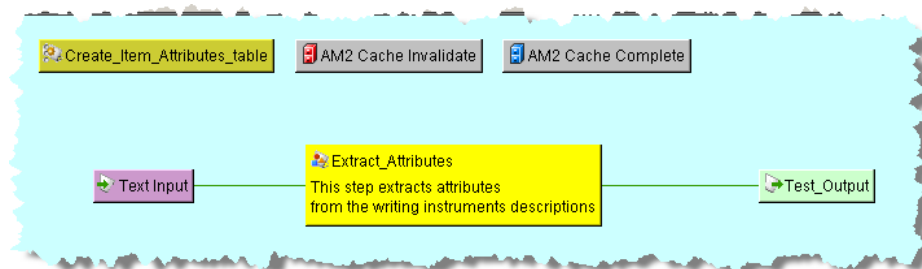 Create_Item_Attributes_table
AM2 Cache Invalidate
AM2 Cache Complete
Extract_Attributes
This step extracts attributes
from the writing instruments descriptions
Text Input
Test_Output